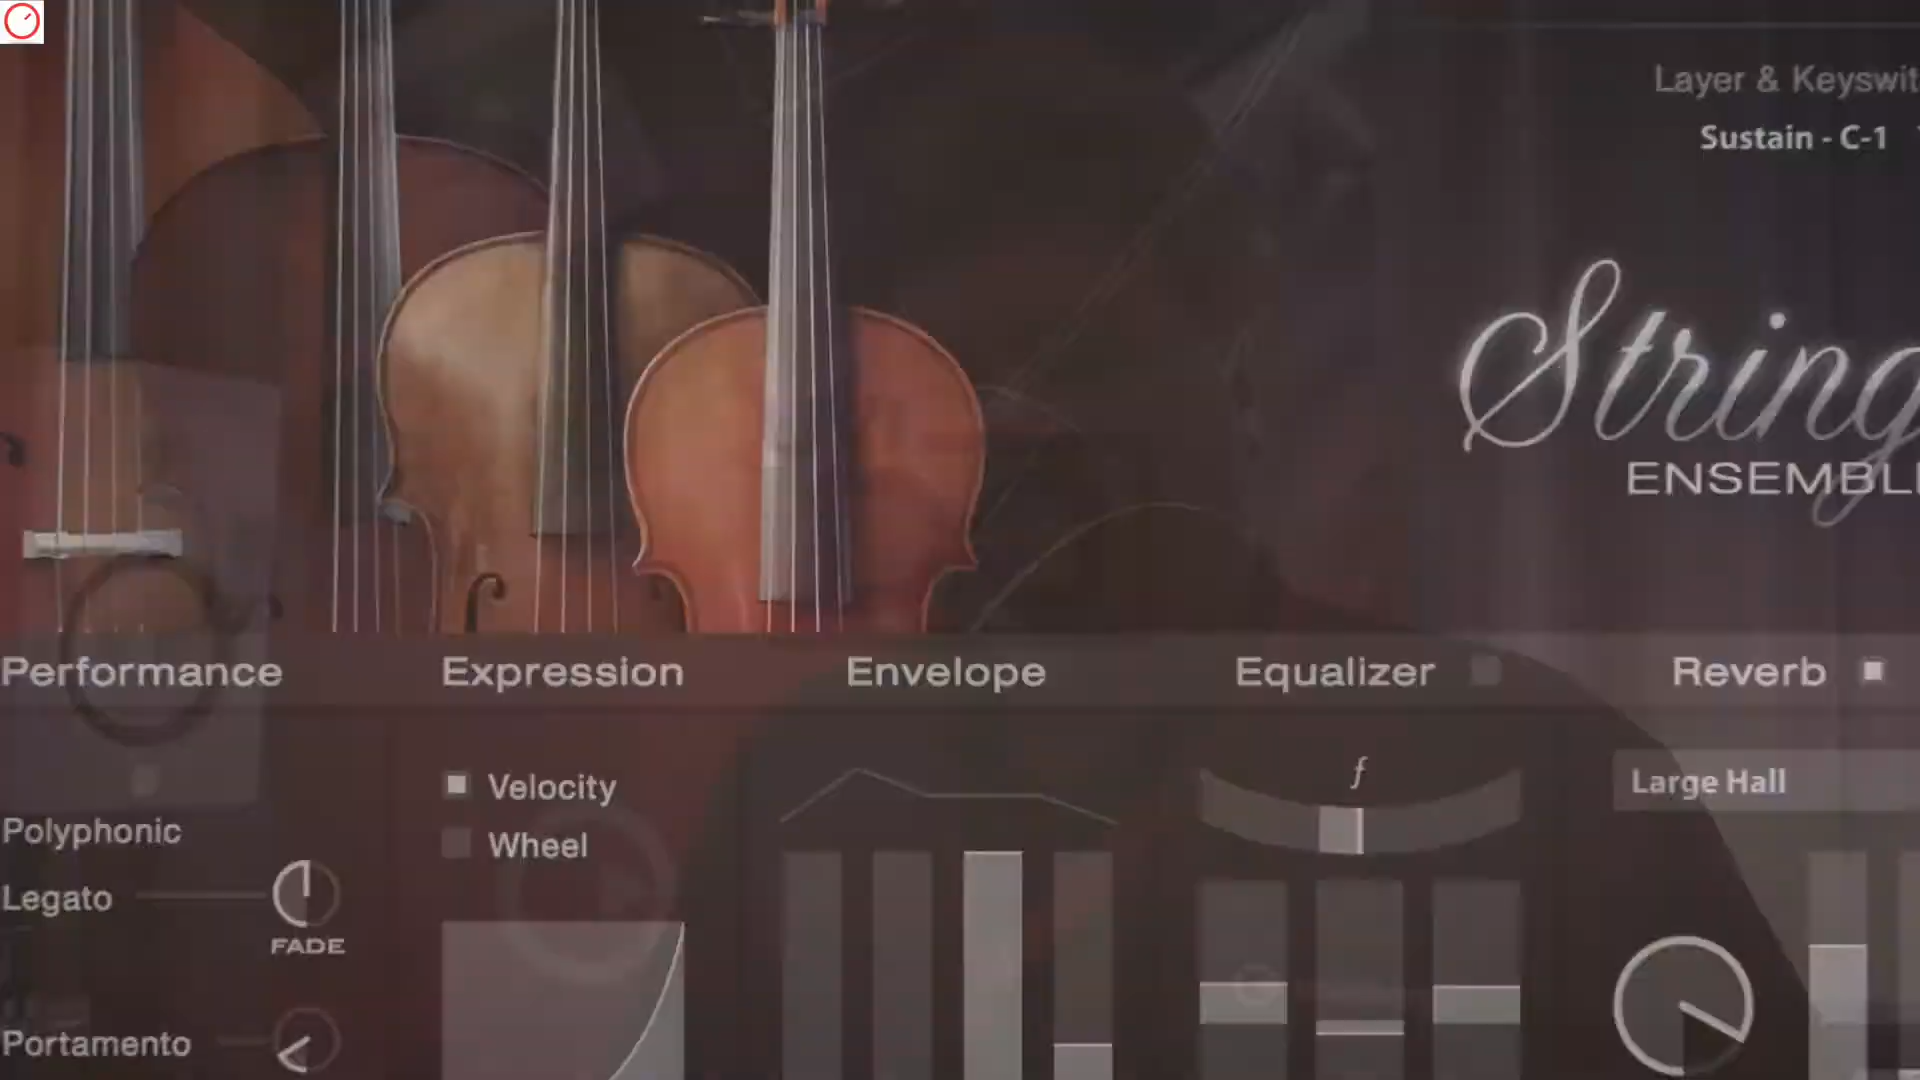 Layer & Keyswit
Sustain - C-1
String
ENSEMBL
Performance
Expression
Envelope
Equalizer
Reverb
Velocity
Wheel
f
Large Hall
Polyphonic
Legato
FADE
Portamento